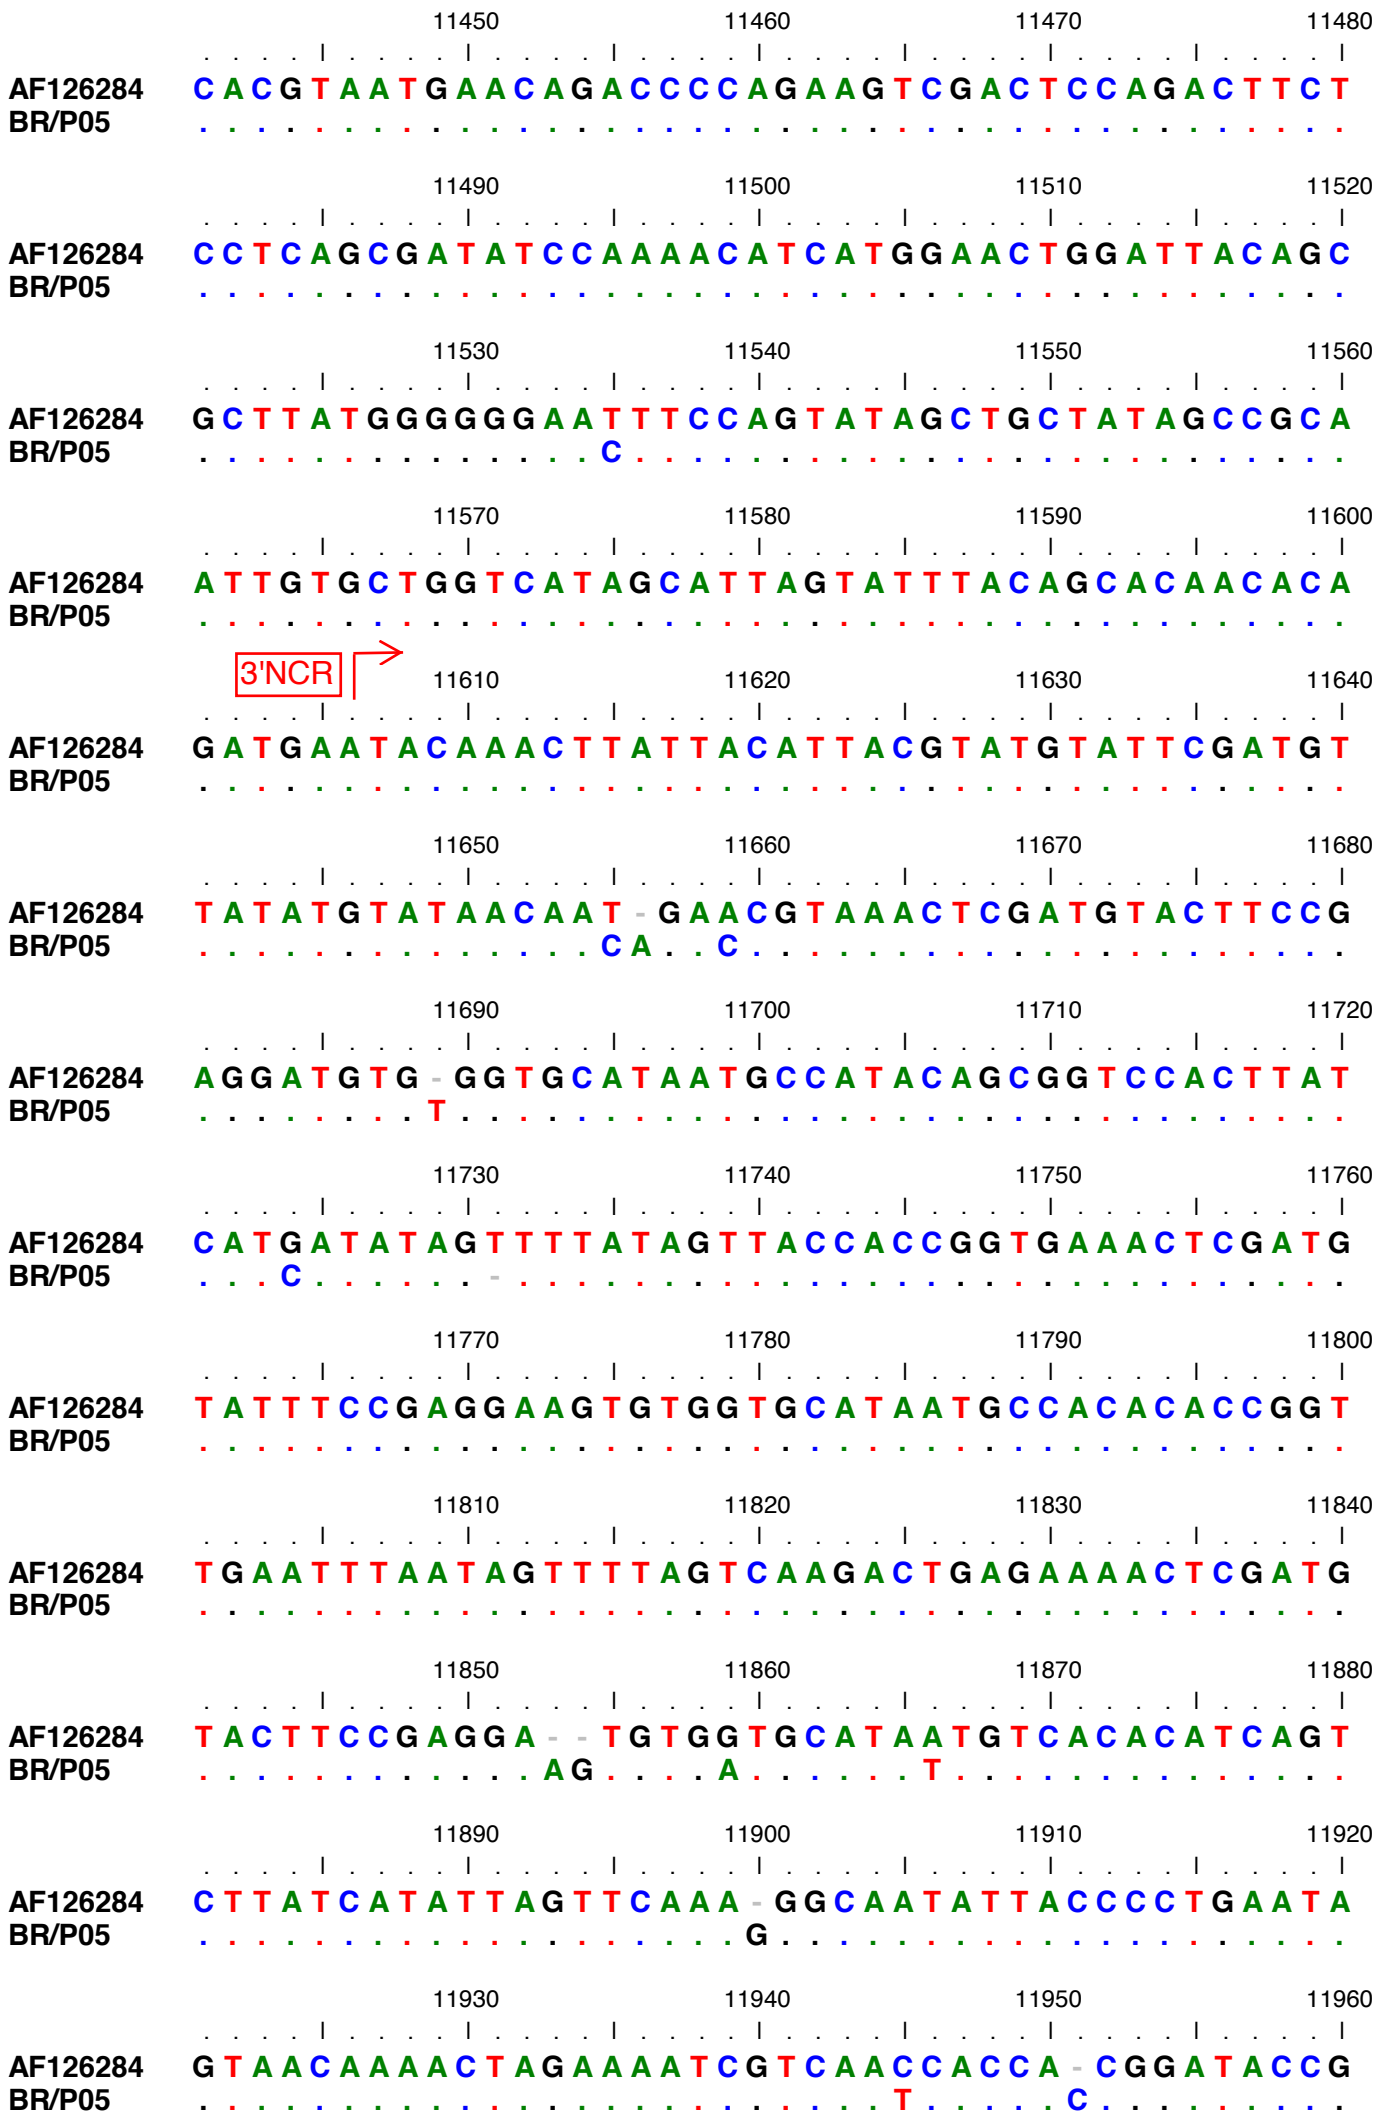 11450 11460 11470 11480
....|....|....|....|....|....|....|....|
AF126284 CACGTAATGAACAGACCCCAGAAGTCGACTCCAGACTTCT
BR/P05 ........................................
11490 11500 11510 11520
....|....|....|....|....|....|....|....|
AF126284 CCTCAGCGATATCCAAAACATCATGGAACTGGATTACAGC
BR/P05 ........................................
11530 11540 11550 11560
....|....|....|....|....|....|....|....|
AF126284 GCTTATGGGGGGAATTTCCAGTATAGCTGCTATAGCCGCA
BR/P05 ..............C.........................
11570 11580 11590 11600
....|....|....|....|....|....|....|....|
AF126284 ATTGTGCTGGTCATAGCATTAGTATTTACAGCACAACACA
BR/P05 ........................................
3'NCR 11610 11620 11630 11640
....|....|....|....|....|....|....|....|
AF126284 GATGAATACAAACTTATTACATTACGTATGTATTCGATGT
BR/P05 ........................................
11650 11660 11670 11680
....|....|....|....|....|....|....|....|
AF126284 TATATGTATAACAAT-GAACGTAAACTCGATGTACTTCCG
BR/P05 ..............CA..C.....................
11690 11700 11710 11720
....|....|....|....|....|....|....|....|
AF126284 AGGATGTG-GGTGCATAATGCCATACAGCGGTCCACTTAT
BR/P05 ........T...............................
11730 11740 11750 11760
....|....|....|....|....|....|....|....|
AF126284 CATGATATAGTTTTATAGTTACCACCGGTGAAACTCGATG
BR/P05 ...C......-.............................
11770 11780 11790 11800
....|....|....|....|....|....|....|....|
AF126284 TATTTCCGAGGAAGTGTGGTGCATAATGCCACACACCGGT
BR/P05 ........................................
11810 11820 11830 11840
....|....|....|....|....|....|....|....|
AF126284 TGAATTTAATAGTTTTAGTCAAGACTGAGAAAACTCGATG
BR/P05 ........................................
11850 11860 11870 11880
....|....|....|....|....|....|....|....|
AF126284 TACTTCCGAGGA--TGTGGTGCATAATGTCACACATCAGT
BR/P05 ............AG....A......T..............
11890 11900 11910 11920
....|....|....|....|....|....|....|....|
AF126284 CTTATCATATTAGTTCAAA-GGCAATATTACCCCTGAATA
BR/P05 ...................G....................
11930 11940 11950 11960
....|....|....|....|....|....|....|....|
AF126284 GTAACAAAACTAGAAAATCGTCAACCACCA-CGGATACCG
BR/P05 ........................T.....C.........